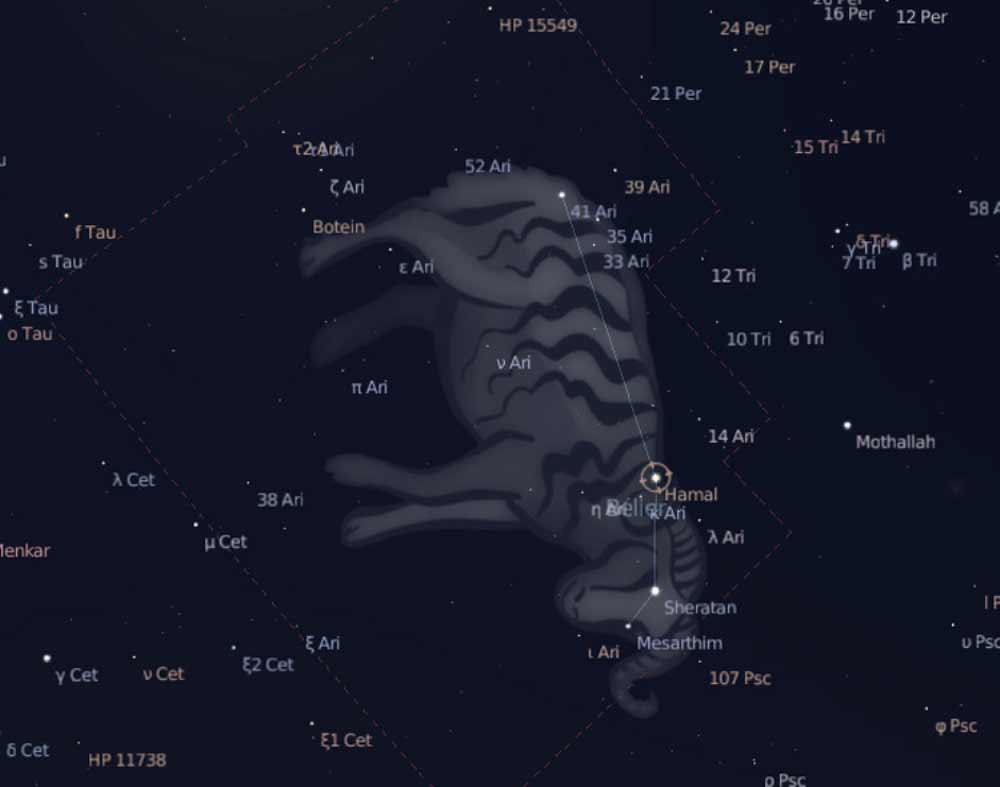 16 Per
12 Per
HP 15549
24 Per
17 Per
21 Per
14 Tri
15 Tri
τ2 Ari
52 Ari
ζ Ari
39 Ari
58 A
41 Ari
f Tau
Botein
35 Ari
δ Tri
γ Tri
s Tau
ε Ari
33 Ari
7 Tri
β Tri
12 Tri
ξ Tau
ο Tau
10 Tri
6 Tri
ν Ari
π Ari
14 Ari
Mothallah
λ Cet
38 Ari
Hamal
Bélier
η Ari
κ Ari
λ Ari
μ Cet
Menkar
Sheratan
ξ Ari
Mesarthim
υ Psc
ι Ari
ξ2 Cet
γ Cet
ν Cet
107 Psc
φ Psc
ξ1 Cet
δ Cet
HP 11738
ο Psc